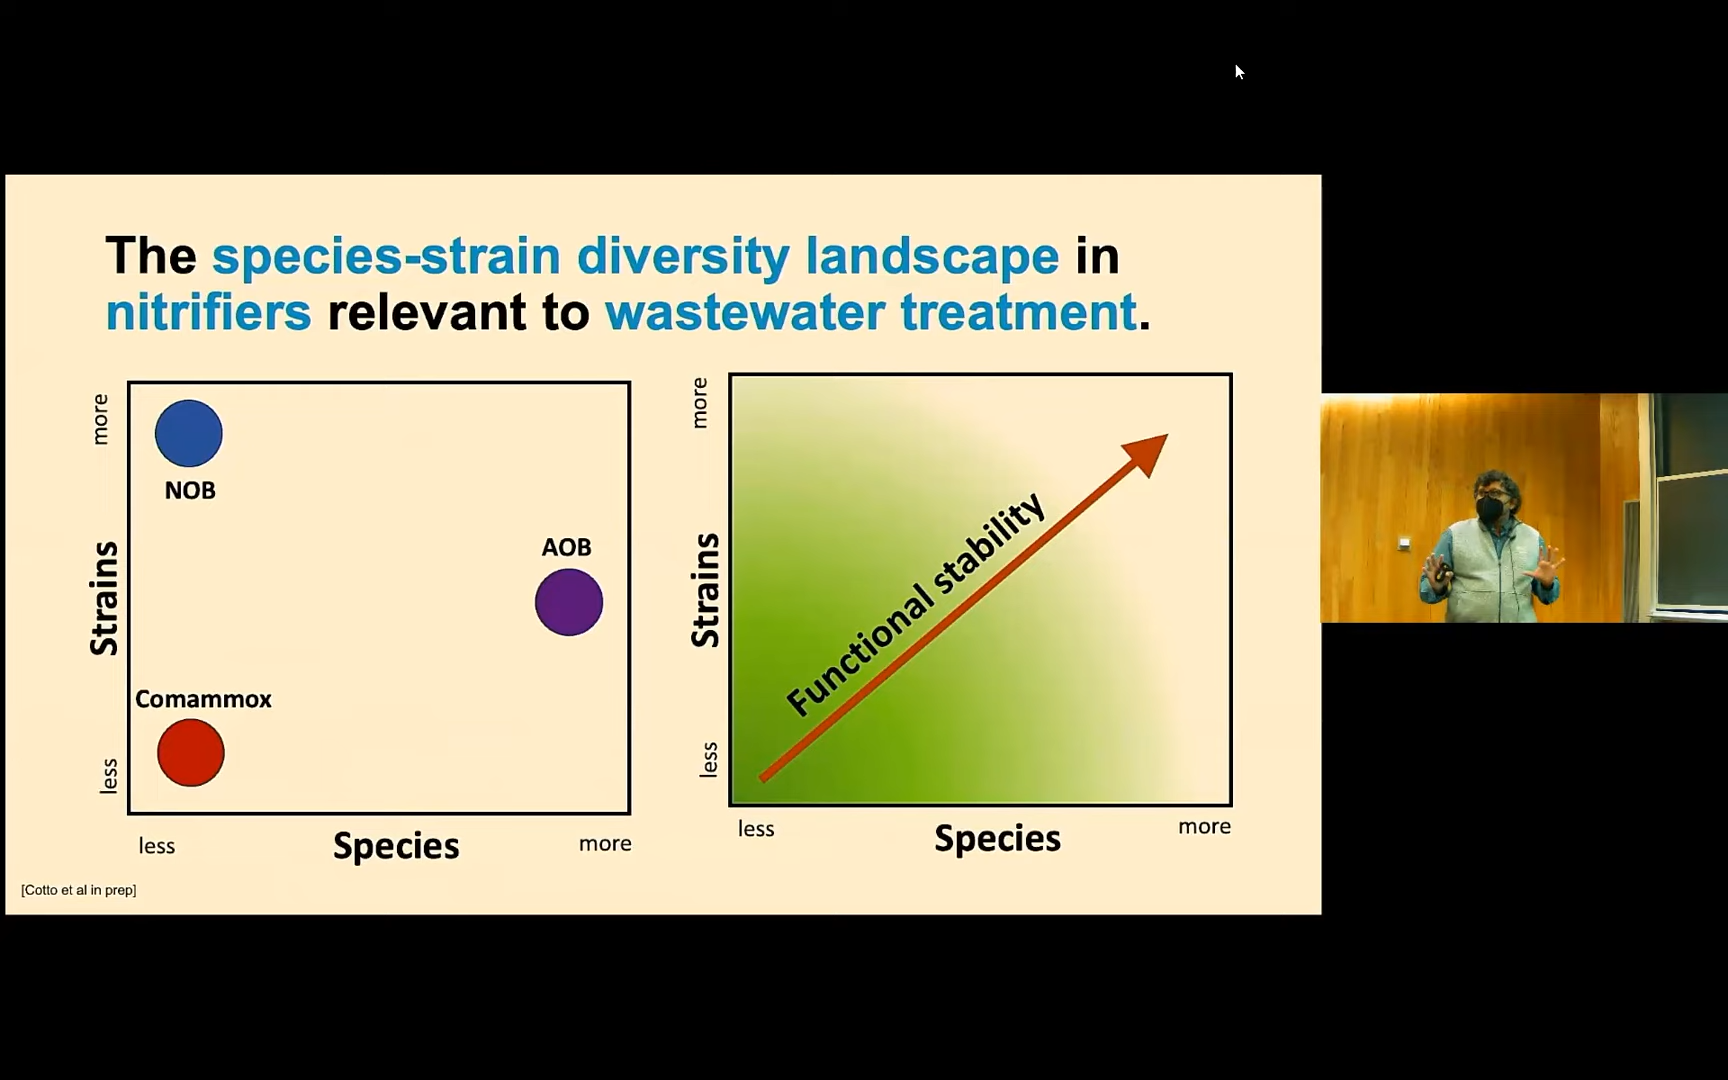 The species-strain diversity landscape in
nitrifiers relevant to wastewater treatment.
more
Strains
less
NOB
AOB
Comammox
less
Species
more
more
Strains
less
Functional stability
less
Species
more
[Cotto et al in prep]